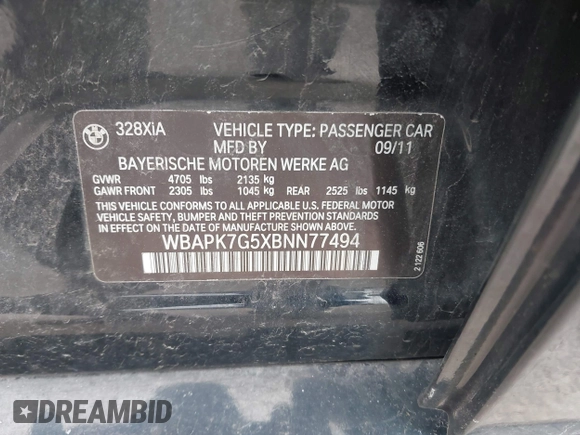 328XiA VEHICLE TYPE: PASSENGER CAR
MFD BY 09/11
BAYERISCHE MOTOREN WERKE AG
GVWR 4705 lbs 2135 kg
GAWR FRONT 2305 lbs 1045 kg REAR 2525 lbs 1145 kg
THIS VEHICLE CONFORMS TO ALL APPLICABLE U.S. FEDERAL MOTOR
VEHICLE SAFETY, BUMPER AND THEFT PREVENTION STANDARDS IN
EFFECT ON THE DATE OF MANUFACTURE SHOWN ABOVE.
WBAPK7G5XBNN77494
2 122 606
DREAMBID